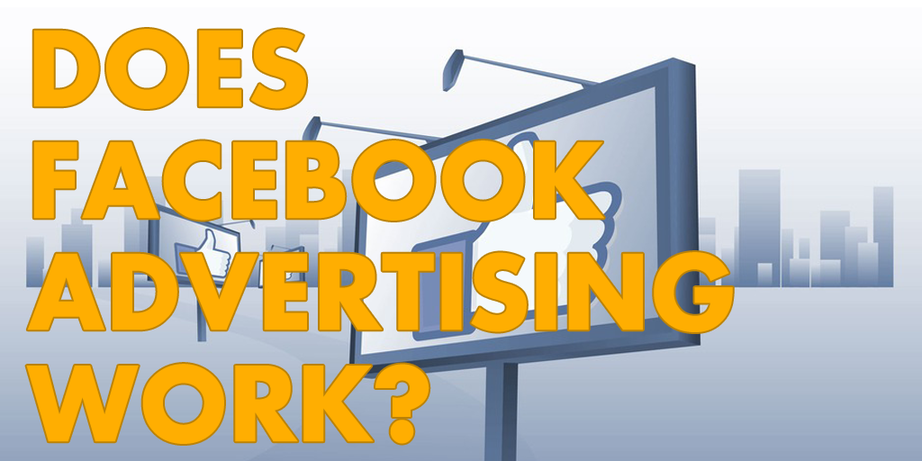 DOES
FACEBOOK
ADVERTISING
WORK?